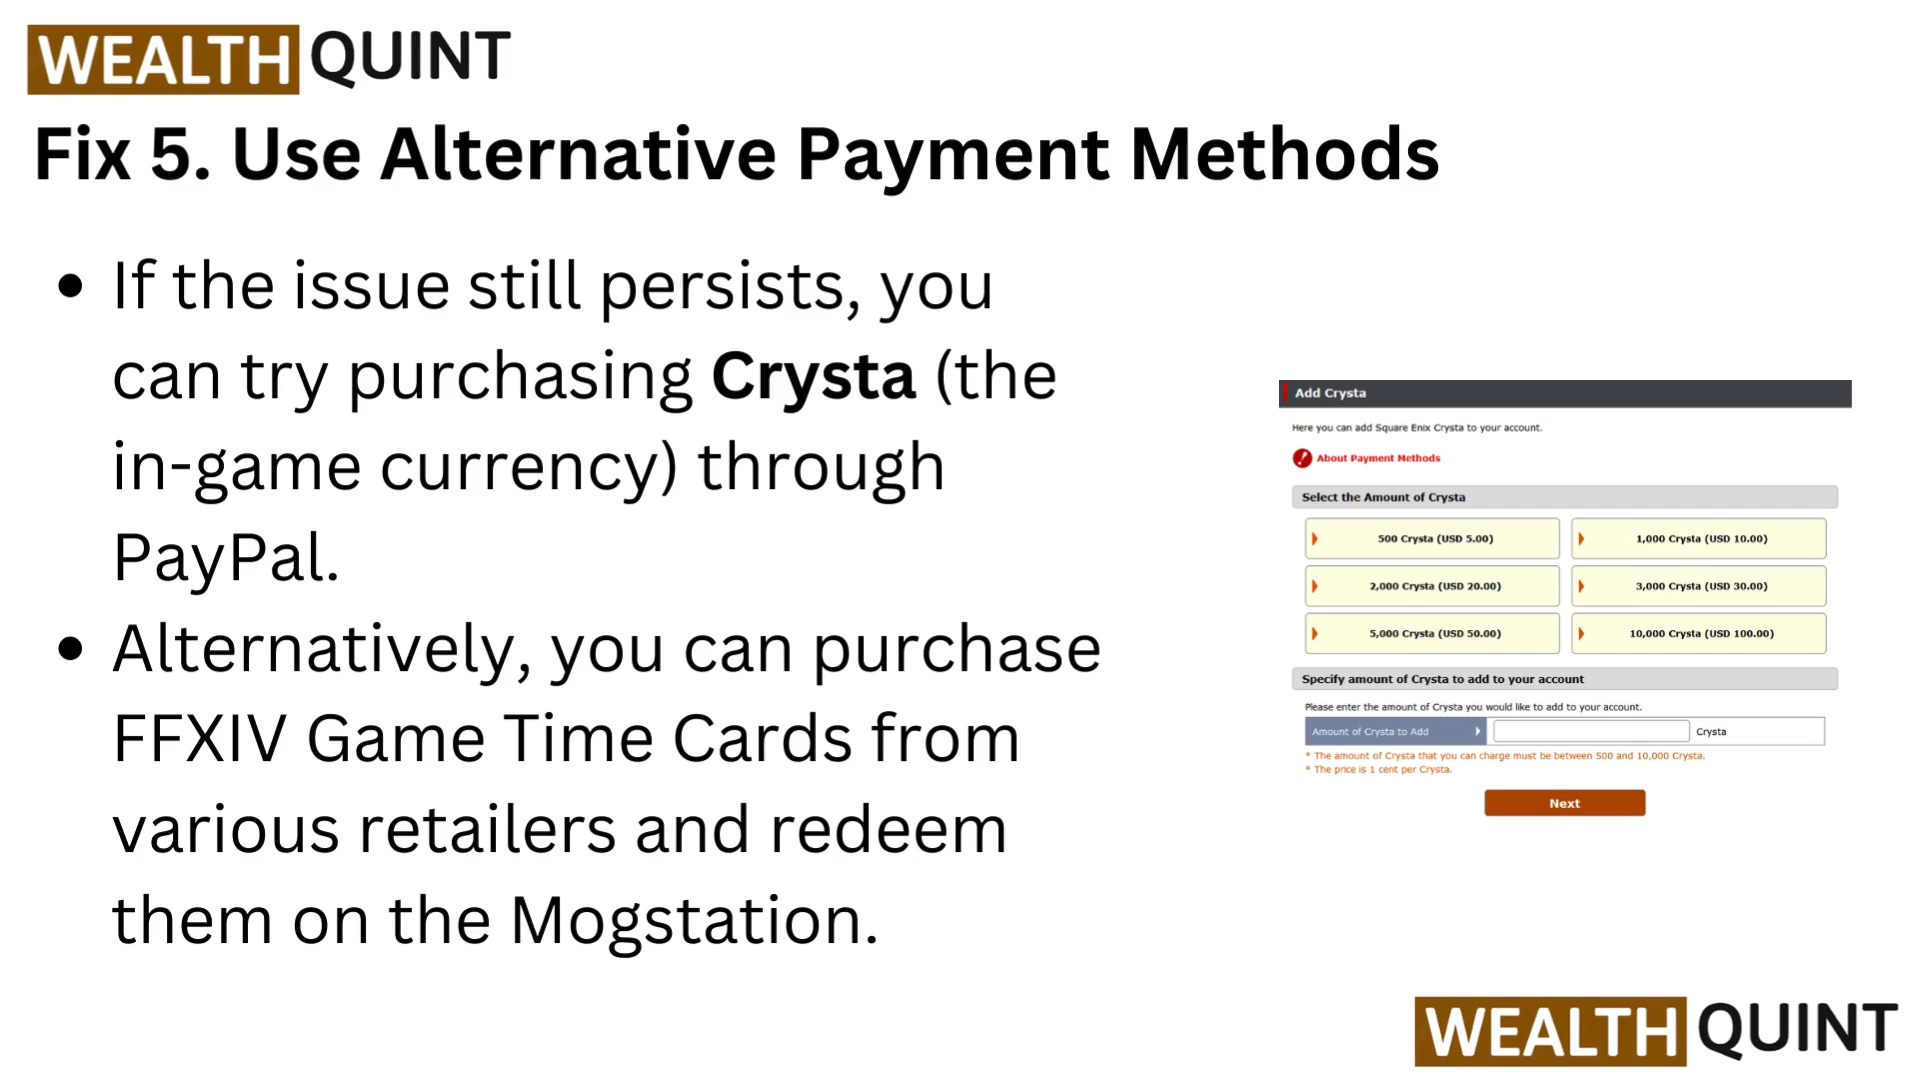 WEALTH QUINT
Fix 5. Use Alternative Payment Methods
• If the issue still persists, you
can try purchasing Crysta (the
in-game currency) through
PayPal.
• Alternatively, you can purchase
FFXIV Game Time Cards from
various retailers and redeem
them on the Mogstation.
Add Crysta
Here you can add Square Enix Crysta to your account.
About Payment Methods
Select the Amount of Crysta
500 Crysta (USD 5.00)
1,000 Crysta (USD 10.00)
2,000 Crysta (USD 20.00)
3,000 Crysta (USD 30.00)
5,000 Crysta (USD 50.00)
10,000 Crysta (USD 100.00)
Specify amount of Crysta to add to your account
Please enter the amount of Crysta you would like to add to your account.
Amount of Crysta to Add
Crysta
* The amount of Crysta that you can charge must be between 500 and 10,000 Crysta.
* The price is 1 cent per Crysta.
Next
WEALTH QUINT